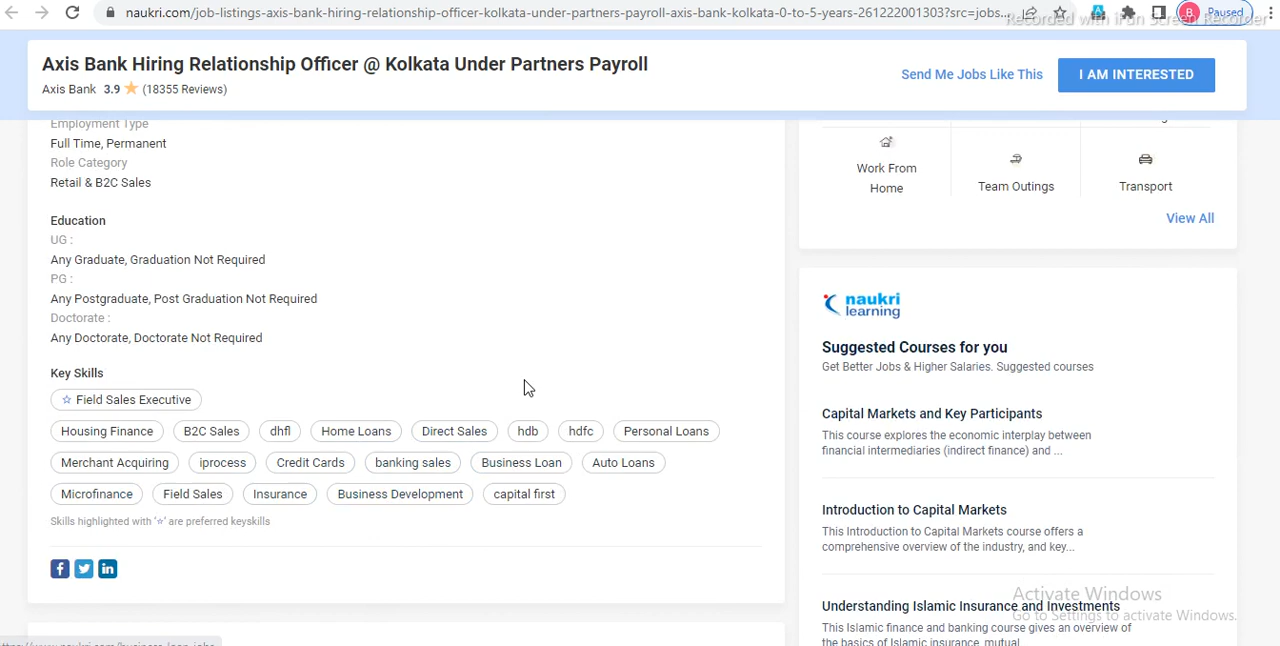 naukri.com/job-listings-axis-bank-hiring-relationship-officer-kolkata-under-partners-payroll-axis-bank-kolkata-0-to-5-years-261222001303?src=jobs...
Recorded with iFun Screen Recorder
B Paused
Axis Bank Hiring Relationship Officer @ Kolkata Under Partners Payroll
Axis Bank 3.9 (18355 Reviews)
Send Me Jobs Like This
I AM INTERESTED
Employment Type
Full Time, Permanent
Role Category
Retail & B2C Sales
Education
UG :
Any Graduate, Graduation Not Required
PG :
Any Postgraduate, Post Graduation Not Required
Doctorate :
Any Doctorate, Doctorate Not Required
Key Skills
Field Sales Executive
Housing Finance B2C Sales dhfl Home Loans Direct Sales hdb hdfc Personal Loans
Merchant Acquiring iprocess Credit Cards banking sales Business Loan Auto Loans
Microfinance Field Sales Insurance Business Development capital first
Skills highlighted with '☆' are preferred keyskills
Work From
Home
Team Outings
Transport
View All
naukri
learning
Suggested Courses for you
Get Better Jobs & Higher Salaries. Suggested courses
Capital Markets and Key Participants
This course explores the economic interplay between
financial intermediaries (indirect finance) and ...
Introduction to Capital Markets
This Introduction to Capital Markets course offers a
comprehensive overview of the industry, and key...
Understanding Islamic Insurance and Investments
This Islamic finance and banking course gives an overview of
the basics of Islamic insurance, mutual
Activate Windows
Go to Settings to activate Windows.